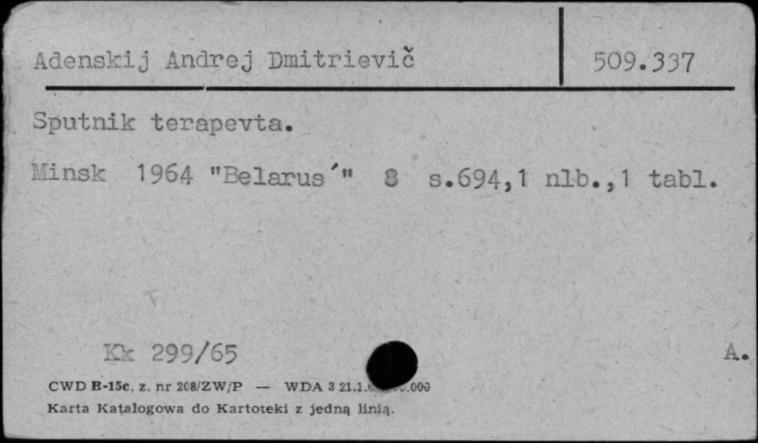 Adenskij Andrej Dmitrievič 509.337
Sputnik terapevta.
Minsk 1964 "Belarus´" 8 s.694,1 nlb.,1 tabl.
Kk 299/65 A.
CWD B-15c, z. nr 208/ZW/P — WDA 3 21.1. .000
Karta Katalogowa do Kartoteki z jedną linią.